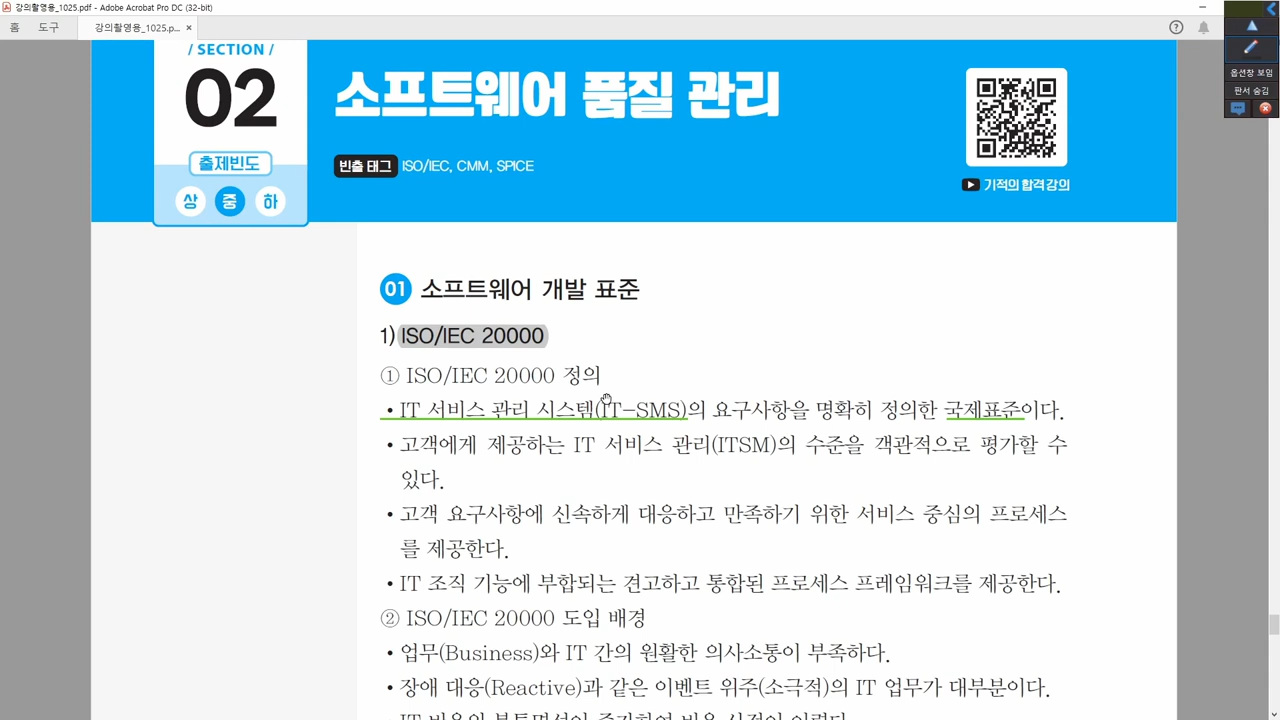 강의촬영용_1025.pdf - Adobe Acrobat Pro DC (32-bit)
홈 도구 강의촬영용_1025.p... ×
옵션창 보임
판서 숨김
/ SECTION /
02
출제빈도
상 중 하
소프트웨어 품질 관리
빈출 태그 ISO/IEC, CMM, SPICE
기적의 합격 강의
01 소프트웨어 개발 표준
1) ISO/IEC 20000
① ISO/IEC 20000 정의
• IT 서비스 관리 시스템(IT-SMS)의 요구사항을 명확히 정의한 국제표준이다.
• 고객에게 제공하는 IT 서비스 관리(ITSM)의 수준을 객관적으로 평가할 수
있다.
• 고객 요구사항에 신속하게 대응하고 만족하기 위한 서비스 중심의 프로세스
를 제공한다.
• IT 조직 기능에 부합되는 견고하고 통합된 프로세스 프레임워크를 제공한다.
② ISO/IEC 20000 도입 배경
• 업무(Business)와 IT 간의 원활한 의사소통이 부족하다.
• 장애 대응(Reactive)과 같은 이벤트 위주(소극적)의 IT 업무가 대부분이다.